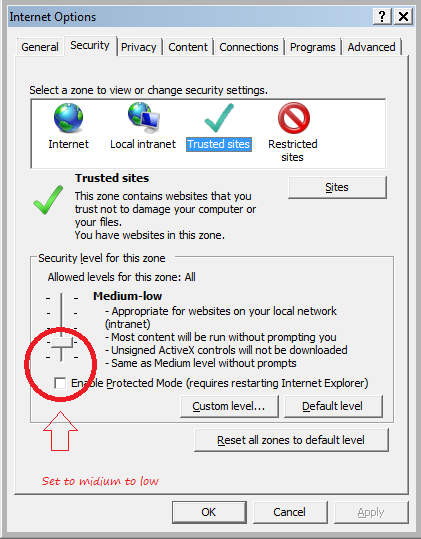 Internet Options
General Security Privacy Content Connections Programs Advanced
Select a zone to view or change security settings.
Internet Local intranet Trusted sites Restricted
sites
Trusted sites
Sites
This zone contains websites that you
trust not to damage your computer or
your files.
You have websites in this zone.
Security level for this zone
Allowed levels for this zone: All
Medium-low
- Appropriate for websites on your local network
(intranet)
- Most content will be run without prompting you
- Unsigned ActiveX controls will not be downloaded
- Same as Medium level without prompts
Enable Protected Mode (requires restarting Internet Explorer)
Custom level... Default level
Reset all zones to default level
Set to midium to low
OK Cancel Apply